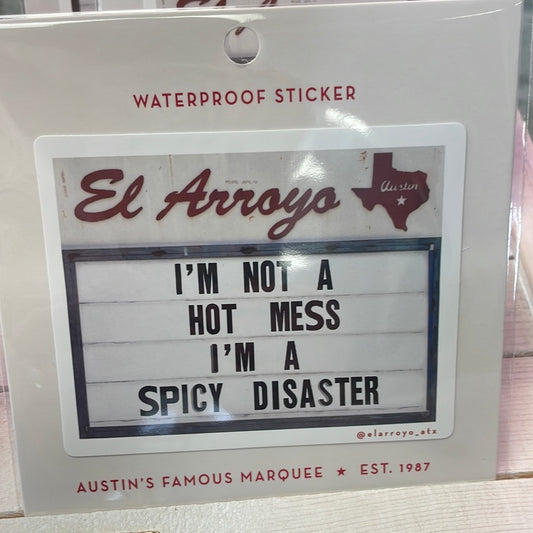 WATERPROOF STICKER
El Arroyo
Austin
I'M NOT A
HOT MESS
I'M A
SPICY DISASTER
@elarroyo_atx
AUSTIN'S FAMOUS MARQUEE ★ EST. 1987